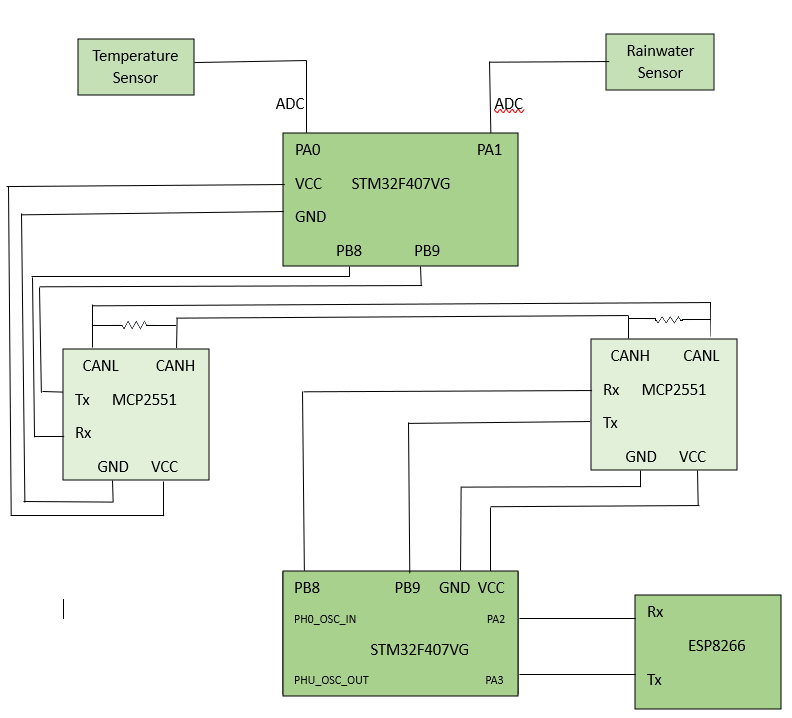 Temperature
Sensor
Rainwater
Sensor
ADC
ADC
PA0
PA1
VCC
STM32F407VG
GND
PB8
PB9
CANL
CANH
Tx
MCP2551
Rx
GND
VCC
CANH
CANL
Rx
MCP2551
Tx
GND
VCC
PB8
PB9
GND
VCC
PH0_OSC_IN
PA2
STM32F407VG
PHU_OSC_OUT
PA3
Rx
ESP8266
Tx